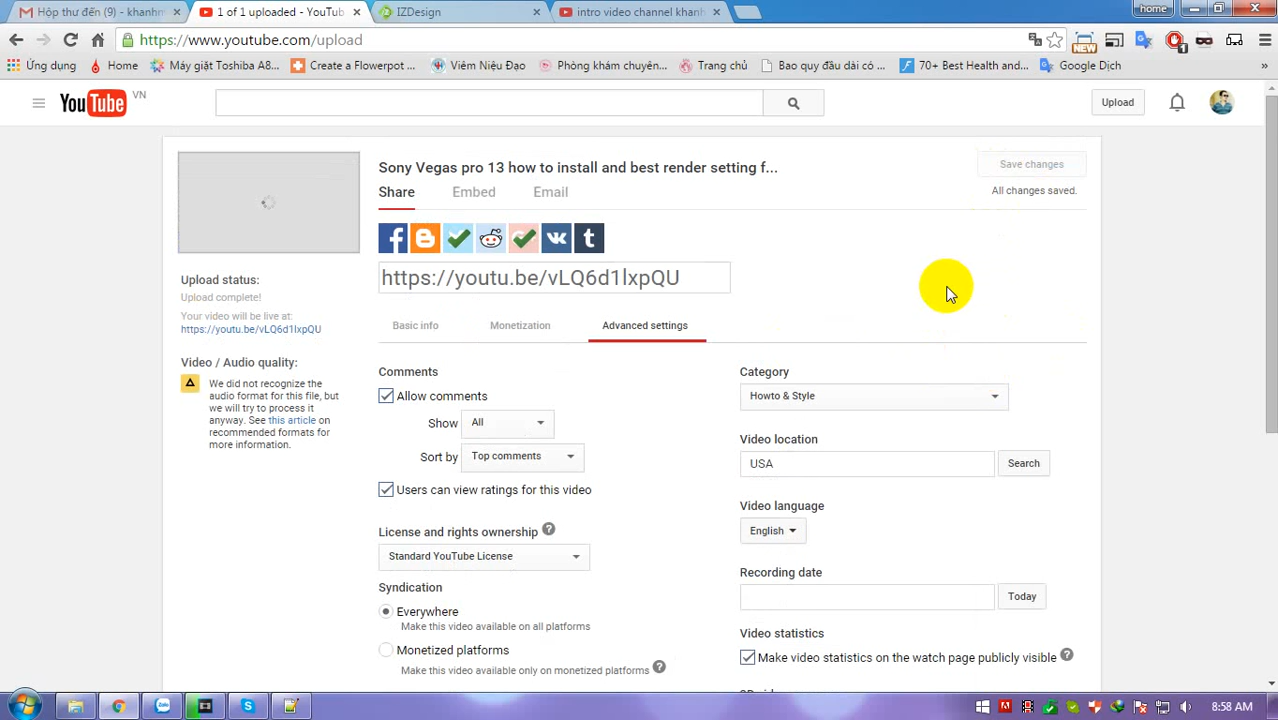 Hộp thư đến (9) - khanhm
1 of 1 uploaded - YouTub
IZDesign
intro video channel khanh
home
https://www.youtube.com/upload
NEW
1
Ứng dụng
Home
Máy giặt Toshiba A8...
Create a Flowerpot ...
Viêm Niệu Đạo
Phòng khám chuyên...
Trang chủ
Bao quy đầu dài có ...
70+ Best Health and...
Google Dịch
»
YouTube
VN
Upload
Sony Vegas pro 13 how to install and best render setting f...
Save changes
All changes saved.
Share
Embed
Email
https://youtu.be/vLQ6d1lxpQU
Upload status:
Upload complete!
Your video will be live at:
https://youtu.be/vLQ6d1lxpQU
Video / Audio quality:
We did not recognize the
audio format for this file, but
we will try to process it
anyway. See this article on
recommended formats for
more information.
Basic info
Monetization
Advanced settings
Comments
Allow comments
Show
All
Sort by
Top comments
Users can view ratings for this video
License and rights ownership
Standard YouTube License
Syndication
Everywhere
Make this video available on all platforms
Monetized platforms
Make this video available only on monetized platforms
Category
Howto & Style
Video location
USA
Search
Video language
English
Recording date
Today
Video statistics
Make video statistics on the watch page publicly visible
8:58 AM